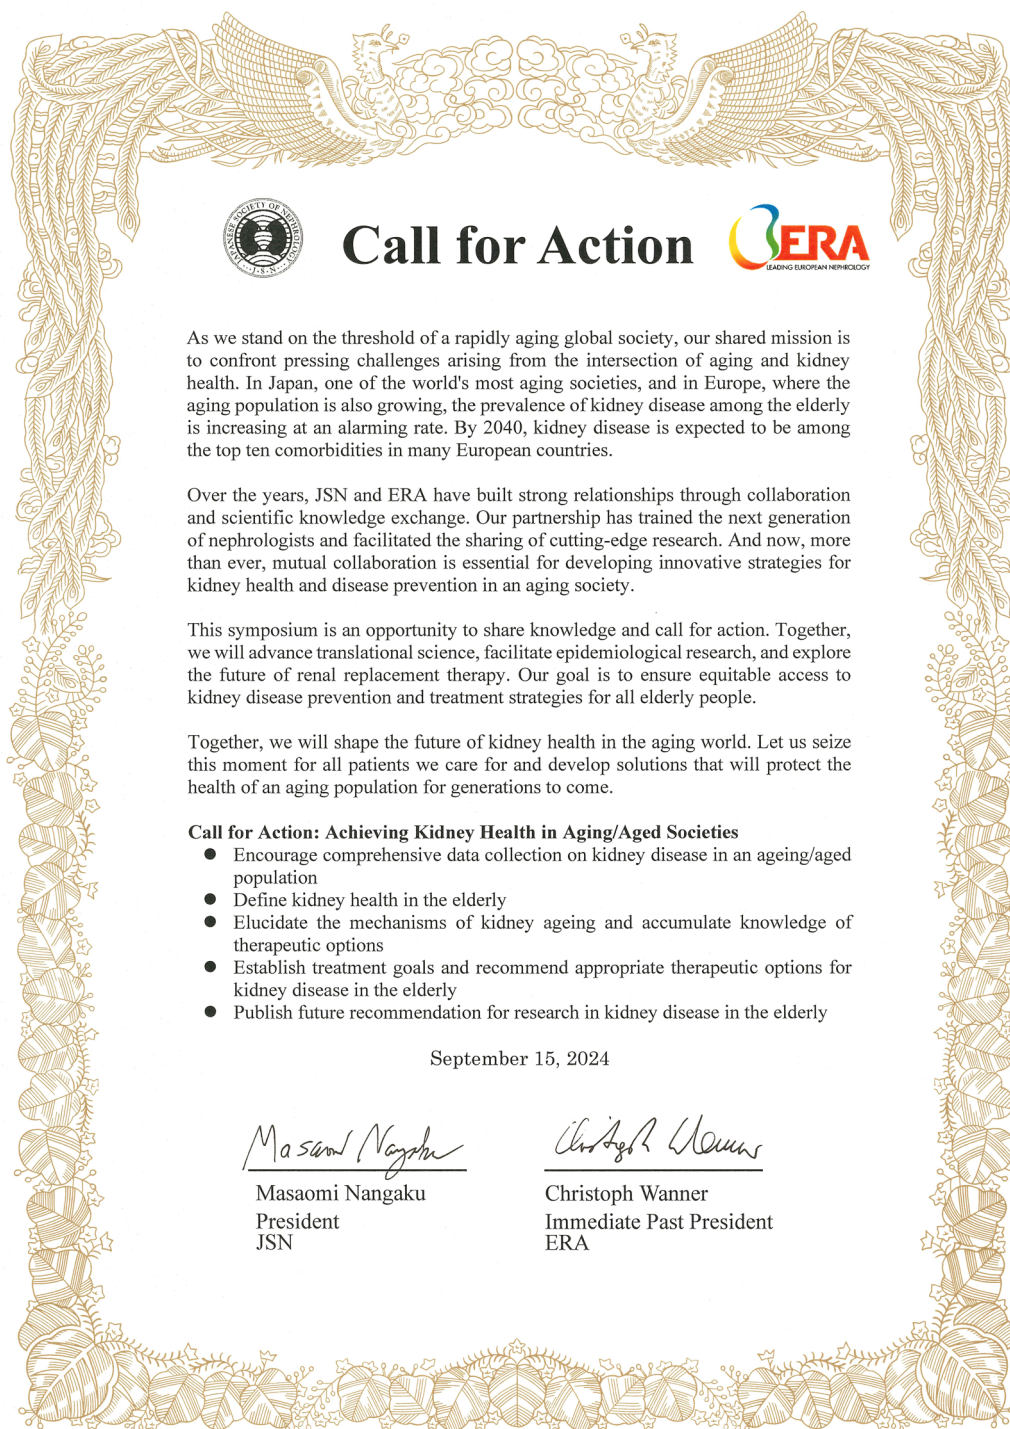 JAPANESE SOCIETY OF NEPHROLOGY
J·S·N
Call for Action
ERA
LEADING EUROPEAN NEPHROLOGY
As we stand on the threshold of a rapidly aging global society, our shared mission is
to confront pressing challenges arising from the intersection of aging and kidney
health. In Japan, one of the world's most aging societies, and in Europe, where the
aging population is also growing, the prevalence of kidney disease among the elderly
is increasing at an alarming rate. By 2040, kidney disease is expected to be among
the top ten comorbidities in many European countries.
Over the years, JSN and ERA have built strong relationships through collaboration
and scientific knowledge exchange. Our partnership has trained the next generation
of nephrologists and facilitated the sharing of cutting-edge research. And now, more
than ever, mutual collaboration is essential for developing innovative strategies for
kidney health and disease prevention in an aging society.
This symposium is an opportunity to share knowledge and call for action. Together,
we will advance translational science, facilitate epidemiological research, and explore
the future of renal replacement therapy. Our goal is to ensure equitable access to
kidney disease prevention and treatment strategies for all elderly people.
Together, we will shape the future of kidney health in the aging world. Let us seize
this moment for all patients we care for and develop solutions that will protect the
health of an aging population for generations to come.
Call for Action: Achieving Kidney Health in Aging/Aged Societies
● Encourage comprehensive data collection on kidney disease in an ageing/aged
population
● Define kidney health in the elderly
● Elucidate the mechanisms of kidney ageing and accumulate knowledge of
therapeutic options
● Establish treatment goals and recommend appropriate therapeutic options for
kidney disease in the elderly
● Publish future recommendation for research in kidney disease in the elderly
September 15, 2024
Masaomi Nangaku
Christoph Wanner
Masaomi Nangaku
President
JSN
Christoph Wanner
Immediate Past President
ERA